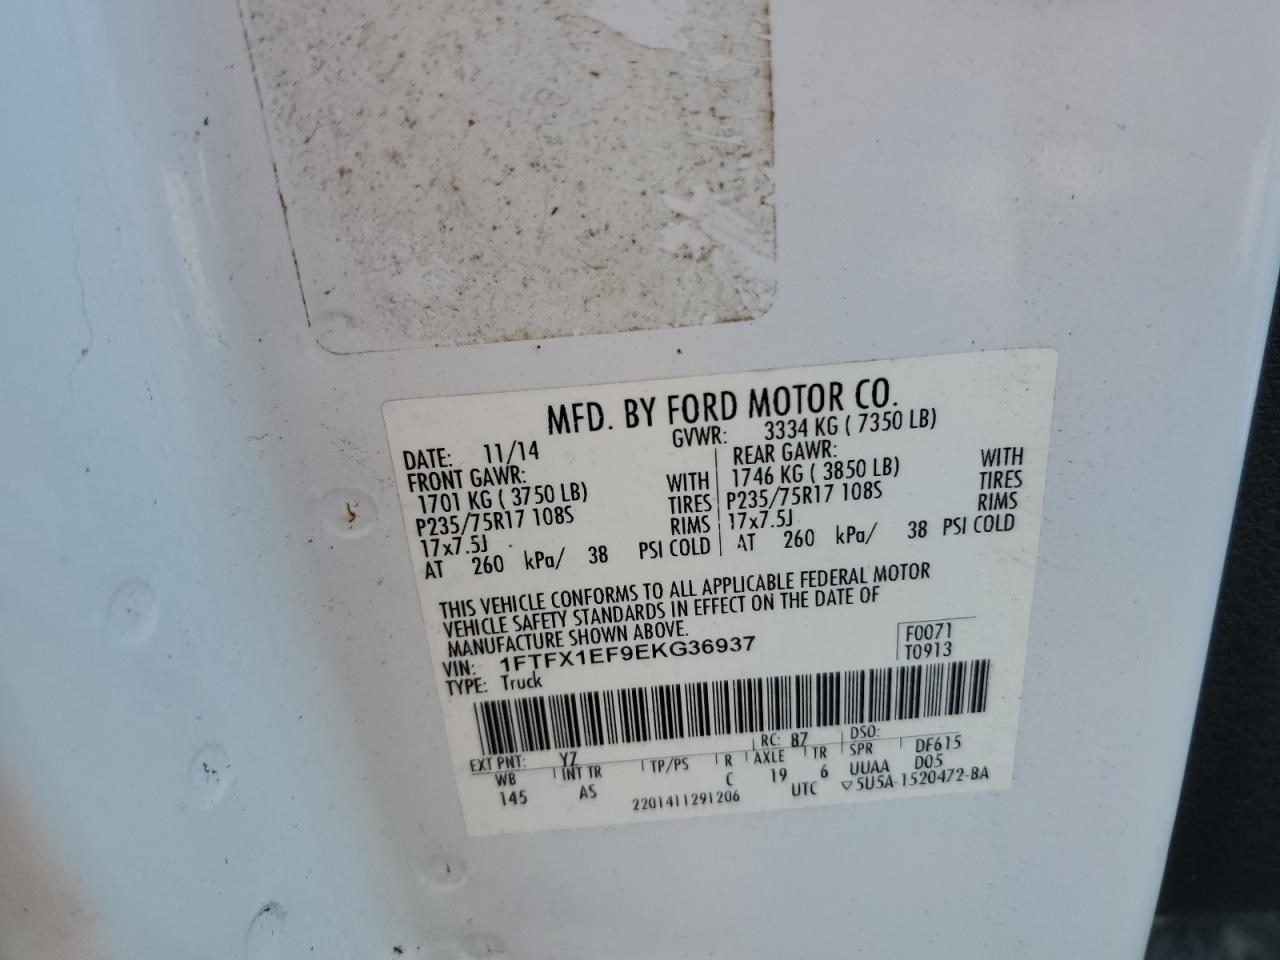 MFD. BY FORD MOTOR CO.
DATE: 11/14 GVWR: 3334 KG ( 7350 LB)
FRONT GAWR: REAR GAWR:
1701 KG ( 3750 LB) WITH 1746 KG ( 3850 LB) WITH
P235/75R17 108S TIRES P235/75R17 108S TIRES
17x7.5J RIMS 17x7.5J RIMS
AT 260 kPa/ 38 PSI COLD AT 260 kPa/ 38 PSI COLD
THIS VEHICLE CONFORMS TO ALL APPLICABLE FEDERAL MOTOR
VEHICLE SAFETY STANDARDS IN EFFECT ON THE DATE OF
MANUFACTURE SHOWN ABOVE.
VIN: 1FTFX1EF9EKG36937 F0071
TYPE: Truck T0913
EXT PNT: YZ RC: 87 DSO:
WB INT TR TP/PS R AXLE TR SPR DF615
145 AS C 19 6 UUAA D05
2201411291206 UTC ▽5U5A-1520472-BA